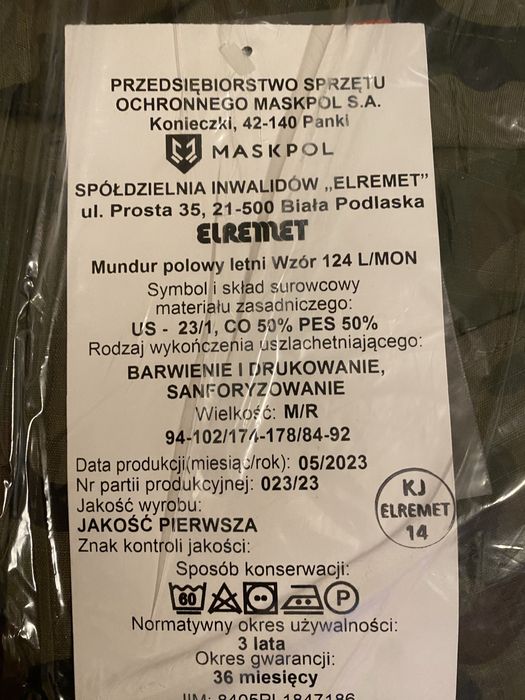 PRZEDSIĘBIORSTWO SPRZĘTU
OCHRONNEGO MASKPOL S.A.
Konieczki, 42-140 Panki
MASKPOL
SPÓŁDZIELNIA INWALIDÓW „ELREMET”
ul. Prosta 35, 21-500 Biała Podlaska
ELREMET
Mundur polowy letni Wzór 124 L/MON
Symbol i skład surowcowy
materiału zasadniczego:
US - 23/1, CO 50% PES 50%
Rodzaj wykończenia uszlachetniającego:
BARWIENIE I DRUKOWANIE,
SANFORYZOWANIE
Wielkość: M/R
94-102/174-178/84-92
Data produkcji(miesiąc/rok): 05/2023
Nr partii produkcyjnej: 023/23
Jakość wyrobu:
JAKOŚĆ PIERWSZA
Znak kontroli jakości:
KJ
ELREMET
14
Sposób konserwacji:
60 P
Normatywny okres używalności:
3 lata
Okres gwarancji:
36 miesięcy
JIM: 8405PL1847186